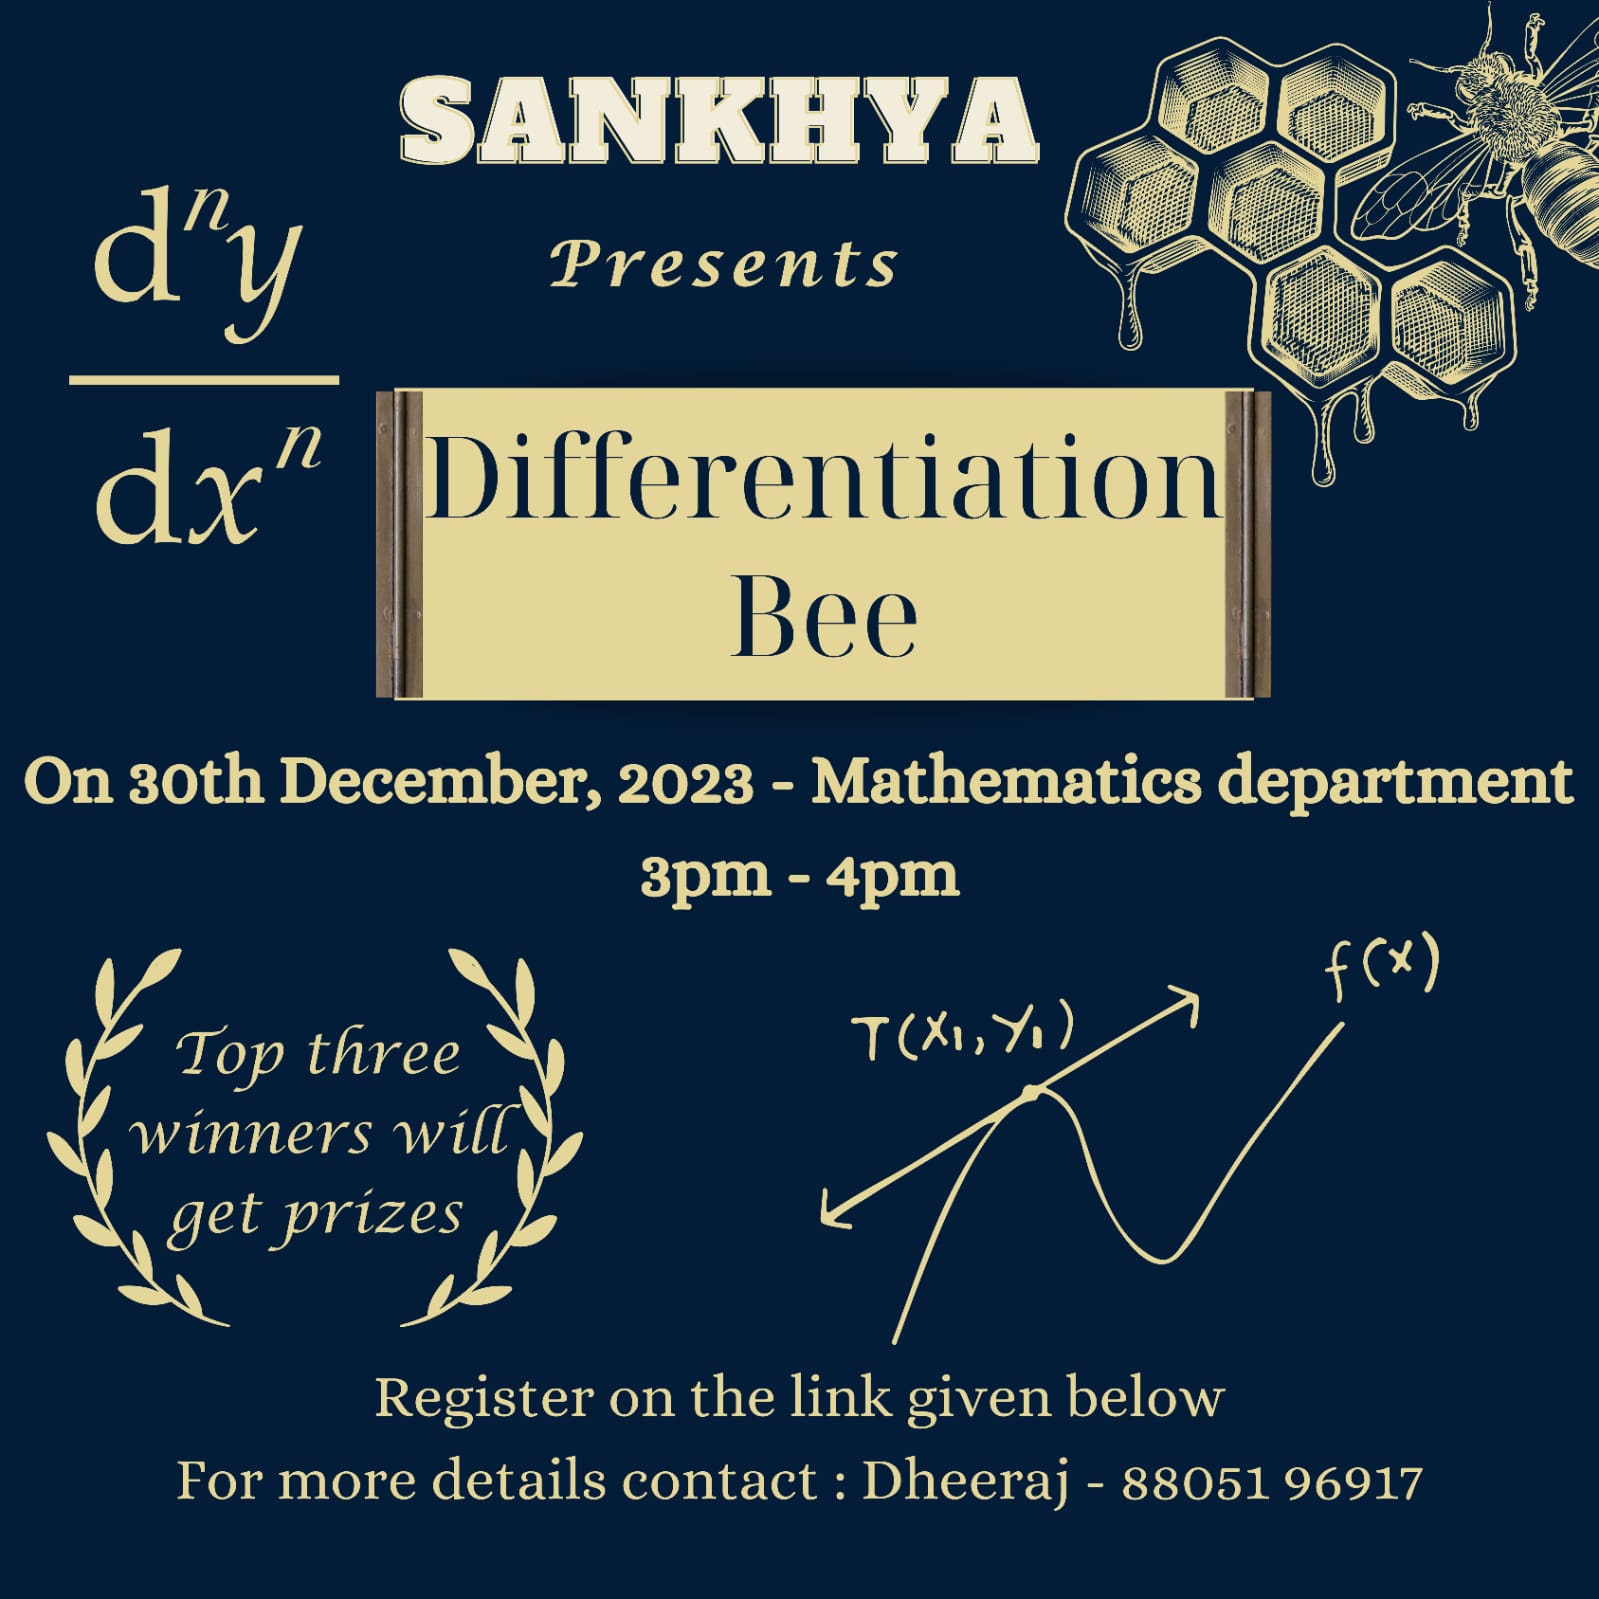 SANKHYA
Presents
dⁿy
dxⁿ
Differentiation
Bee
On 30th December, 2023 - Mathematics department
3pm - 4pm
Top three
winners will
get prizes
T(x₁, y₁)
f(x)
Register on the link given below
For more details contact : Dheeraj - 88051 96917